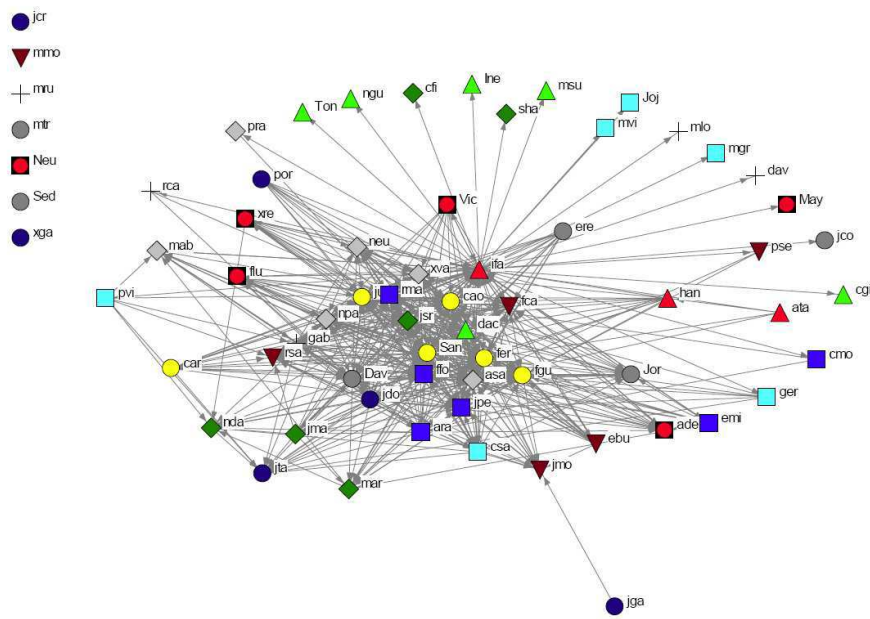 jcr
mmo
mru
mtr
Neu
Sed
xga
Ton
ngu
cfi
lne
msu
sha
Joj
mvi
mlo
mgr
dav
May
jco
pse
cgi
pra
por
rca
xre
mab
flu
pvi
neu
Vic
ere
xva
ifa
rma
cao
fca
han
ata
npa
jsr
dac
gab
rsa
San
fer
cmo
car
Dav
ffo
asa
fgu
Jor
ger
jdo
jpe
nda
jma
ara
csa
ebu
ade
emi
jta
mar
jmo
jga